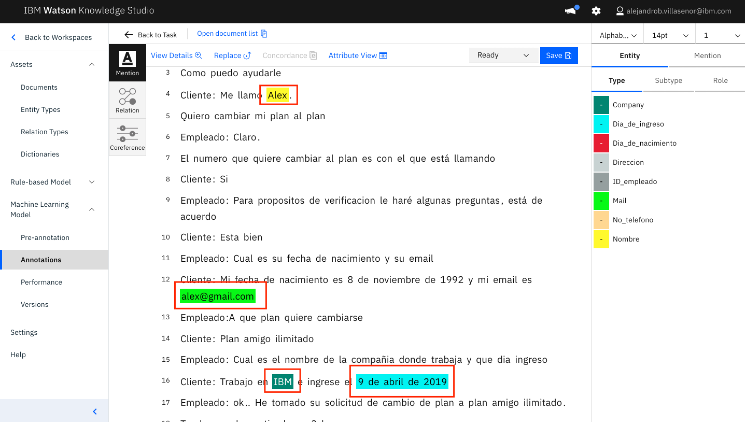 IBM Watson Knowledge Studio
alejandrob.villasenor@ibm.com
Back to Workspaces
Back to Task
Open document list
Alphab...
14pt
1
View Details
Replace
Concordance
Attribute View
Ready
Save
Entity
Mention
Assets
Documents
Entity Types
Relation Types
Dictionaries
Rule-based Model
Machine Learning
Model
Pre-annotation
Annotations
Performance
Versions
Settings
Help
Mention
Relation
Coreference
3 Como puedo ayudarle
4 Cliente: Me llamo Alex.
5 Quiero cambiar mi plan al plan
6 Empleado: Claro.
7 El numero que quiere cambiar al plan es con el que está llamando
8 Cliente: Si
9 Empleado: Para propositos de verificacion le haré algunas preguntas, está de
acuerdo
10 Cliente: Esta bien
11 Empleado: Cual es su fecha de nacimiento y su email
12 Cliente: Mi fecha de nacimiento es 8 de noviembre de 1992 y mi email es
alex@gmail.com
13 Empleado:A que plan quiere cambiarse
14 Cliente: Plan amigo ilimitado
15 Empleado: Cual es el nombre de la compañia donde trabaja y que dia ingreso
16 Cliente: Trabajo en IBM e ingrese el 9 de abril de 2019
17 Empleado: ok.. He tomado su solicitud de cambio de plan a plan amigo ilimitado.
Type
Subtype
Role
- Company
- Dia_de_ingreso
- Dia_de_nacimiento
- Direccion
- ID_empleado
- Mail
- No_telefono
- Nombre